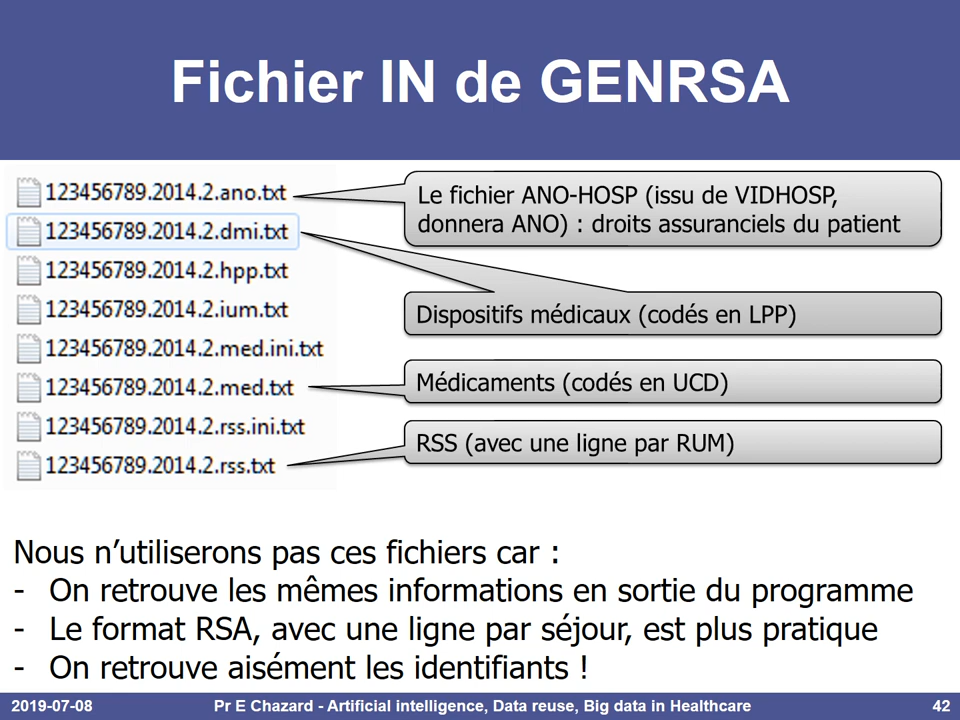 Fichier IN de GENRSA
123456789.2014.2.ano.txt
123456789.2014.2.dmi.txt
123456789.2014.2.hpp.txt
123456789.2014.2.ium.txt
123456789.2014.2.med.ini.txt
123456789.2014.2.med.txt
123456789.2014.2.rss.ini.txt
123456789.2014.2.rss.txt
Le fichier ANO-HOSP (issu de VIDHOSP,
donnera ANO) : droits assuranciels du patient
Dispositifs médicaux (codés en LPP)
Médicaments (codés en UCD)
RSS (avec une ligne par RUM)
Nous n’utiliserons pas ces fichiers car :
- On retrouve les mêmes informations en sortie du programme
- Le format RSA, avec une ligne par séjour, est plus pratique
- On retrouve aisément les identifiants !
2019-07-08 Pr E Chazard - Artificial intelligence, Data reuse, Big data in Healthcare 42